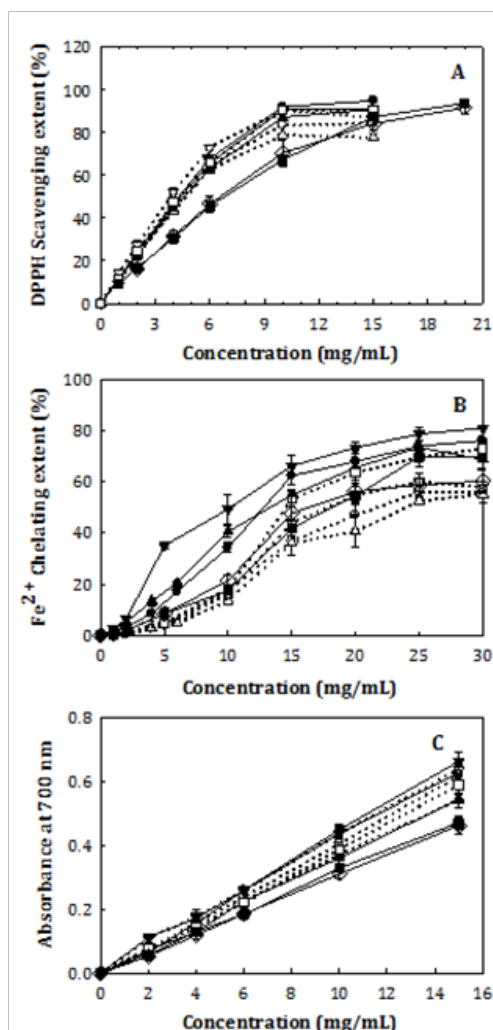 DPPH Scavenging extent (%)
120
100
80
60
40
20
0
A
0 3 6 9 12 15 18 21
Concentration (mg/mL)
Fe2+ Chelating extent (%)
100
80
60
40
20
0
B
0 5 10 15 20 25 30
Concentration (mg/mL)
Absorbance at 700 nm
0.8
0.6
0.4
0.2
0.0
C
0 2 4 6 8 10 12 14 16
Concentration (mg/mL)